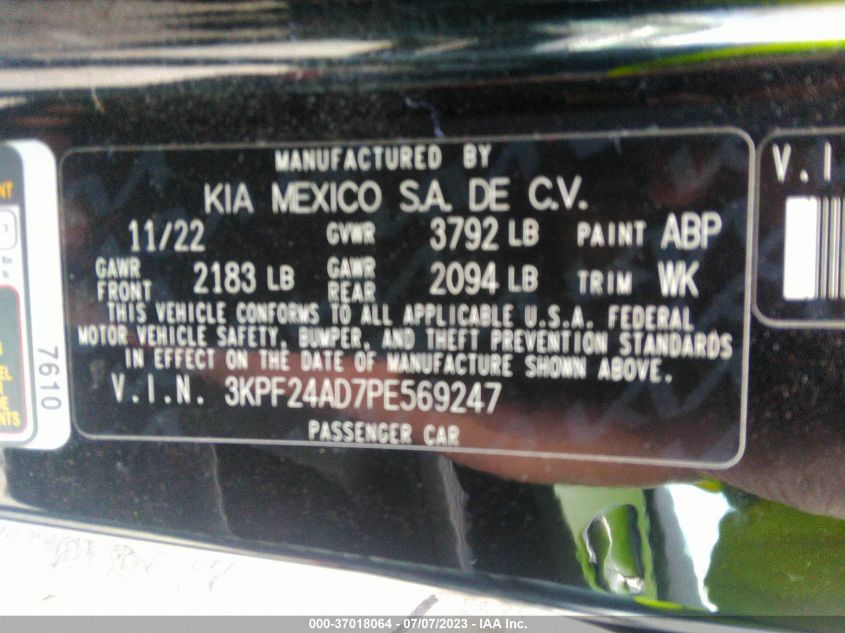 MANUFACTURED BY
KIA MEXICO S.A. DE C.V.
11/22 GVWR 3792 LB PAINT ABP
GAWR FRONT 2183 LB GAWR REAR 2094 LB TRIM WK
THIS VEHICLE CONFORMS TO ALL APPLICABLE U.S.A. FEDERAL
MOTOR VEHICLE SAFETY, BUMPER, AND THEFT PREVENTION STANDARDS
IN EFFECT ON THE DATE OF MANUFACTURE SHOWN ABOVE.
V.I.N. 3KPF24AD7PE569247
PASSENGER CAR
7610
V.I
000-37018064 - 07/07/2023 - IAA Inc.